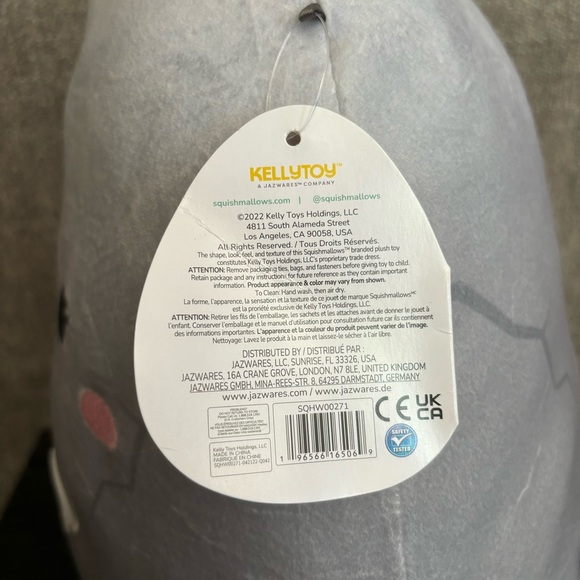 KELLYTOY™
A JAZWARES™ COMPANY
squishmallows.com | @squishmallows
©2022 Kelly Toys Holdings, LLC
4811 South Alameda Street
Los Angeles, CA 90058, USA
All Rights Reserved. / Tous Droits Réservés.
The shape, look, feel, and texture of this Squishmallows™ branded plush toy
constitutes Kelly Toys Holdings, LLC's proprietary trade dress.
ATTENTION: Remove packaging ties, bags, and fasteners before giving toy to child.
Retain package and any instructions for future reference as they contain important
information. Product appearance & color may vary from shown.
To Clean: Hand wash, then air dry.
La forme, l'apparence, la sensation et la texture de ce jouet de marque Squishmallowsᴹᶜ
est la propriété exclusive de Kelly Toys Holdings, LLC.
ATTENTION: Retirer les fils de l'emballage, les sachets et les attaches avant de donner le jouet à
l'enfant. Conserver l'emballage et le manuel d'utilisation pour consultation future car ils contiennent
des informations importantes. L'apparence et la couleur du produit peuvent varier de l'image.
Nettoyage: Lavez le produit à la main et laissez-le sécher à l'air libre.
DISTRIBUTED BY / DISTRIBUÉ PAR :
JAZWARES, LLC, SUNRISE, FL 33326, USA
JAZWARES, 16A CRANE GROVE, LONDON, N7 8LE, UNITED KINGDOM
JAZWARES GMBH, MINA-REES-STR. 8, 64295 DARMSTADT, GERMANY
www.jazwares.com / www.jazwares.de
SQHW00271
1 96566 16506 9
CE UK CA
SAFETY TESTED
Kelly Toys Holdings, LLC
MADE IN CHINA
FABRIQUÉ EN CHINE